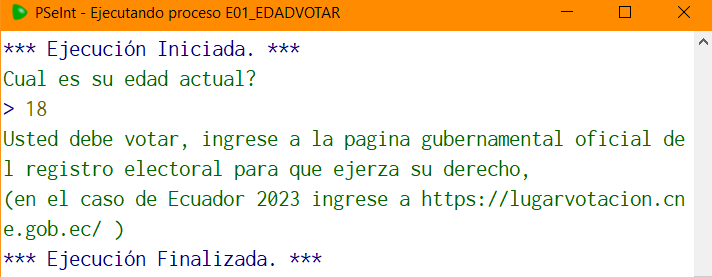 PSeInt - Ejecutando proceso E01_EDADVOTAR
*** Ejecución Iniciada. ***
Cual es su edad actual?
> 18
Usted debe votar, ingrese a la pagina gubernamental oficial de
l registro electoral para que ejerza su derecho,
(en el caso de Ecuador 2023 ingrese a https://lugarvotacion.cn
e.gob.ec/ )
*** Ejecución Finalizada. ***